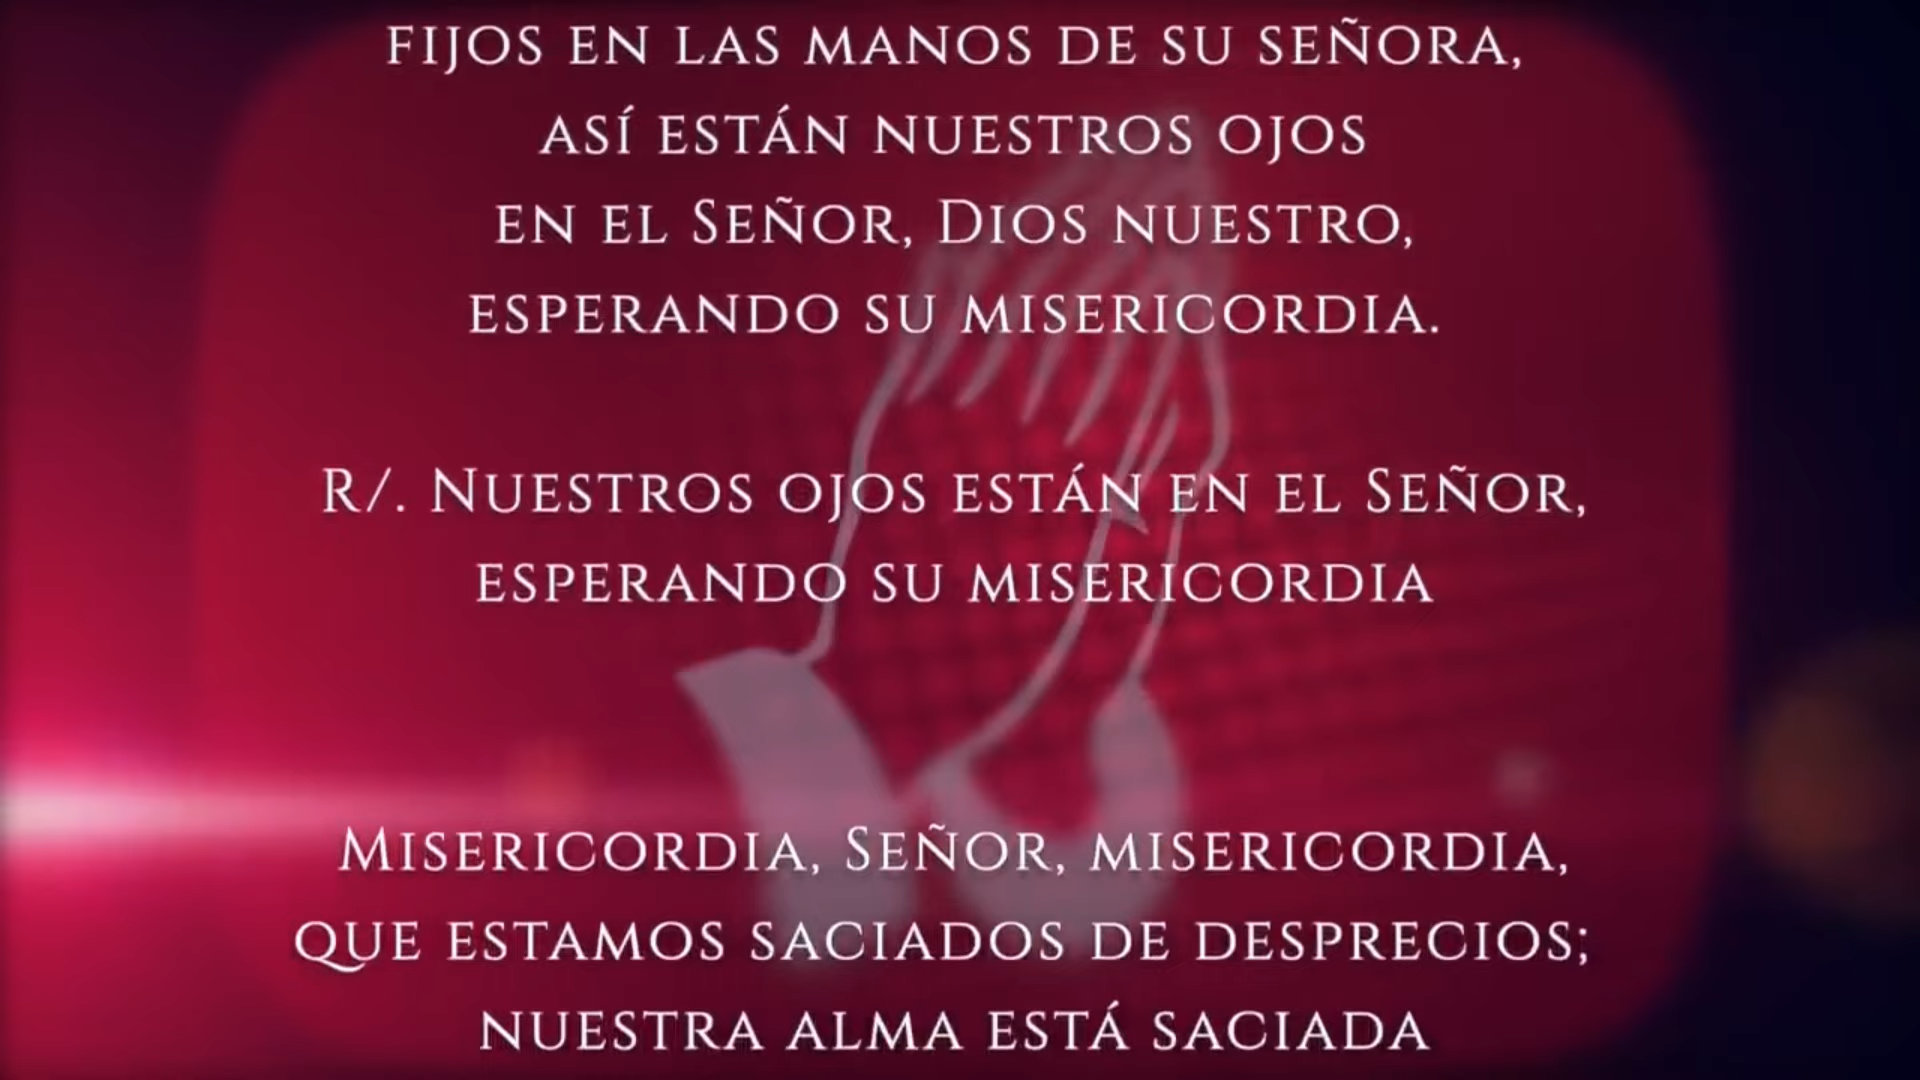 FIJOS EN LAS MANOS DE SU SEÑORA,
ASÍ ESTÁN NUESTROS OJOS
EN EL SEÑOR, DIOS NUESTRO,
ESPERANDO SU MISERICORDIA.
R/. NUESTROS OJOS ESTÁN EN EL SEÑOR,
ESPERANDO SU MISERICORDIA
MISERICORDIA, SEÑOR, MISERICORDIA,
QUE ESTAMOS SACIADOS DE DESPRECIOS;
NUESTRA ALMA ESTÁ SACIADA